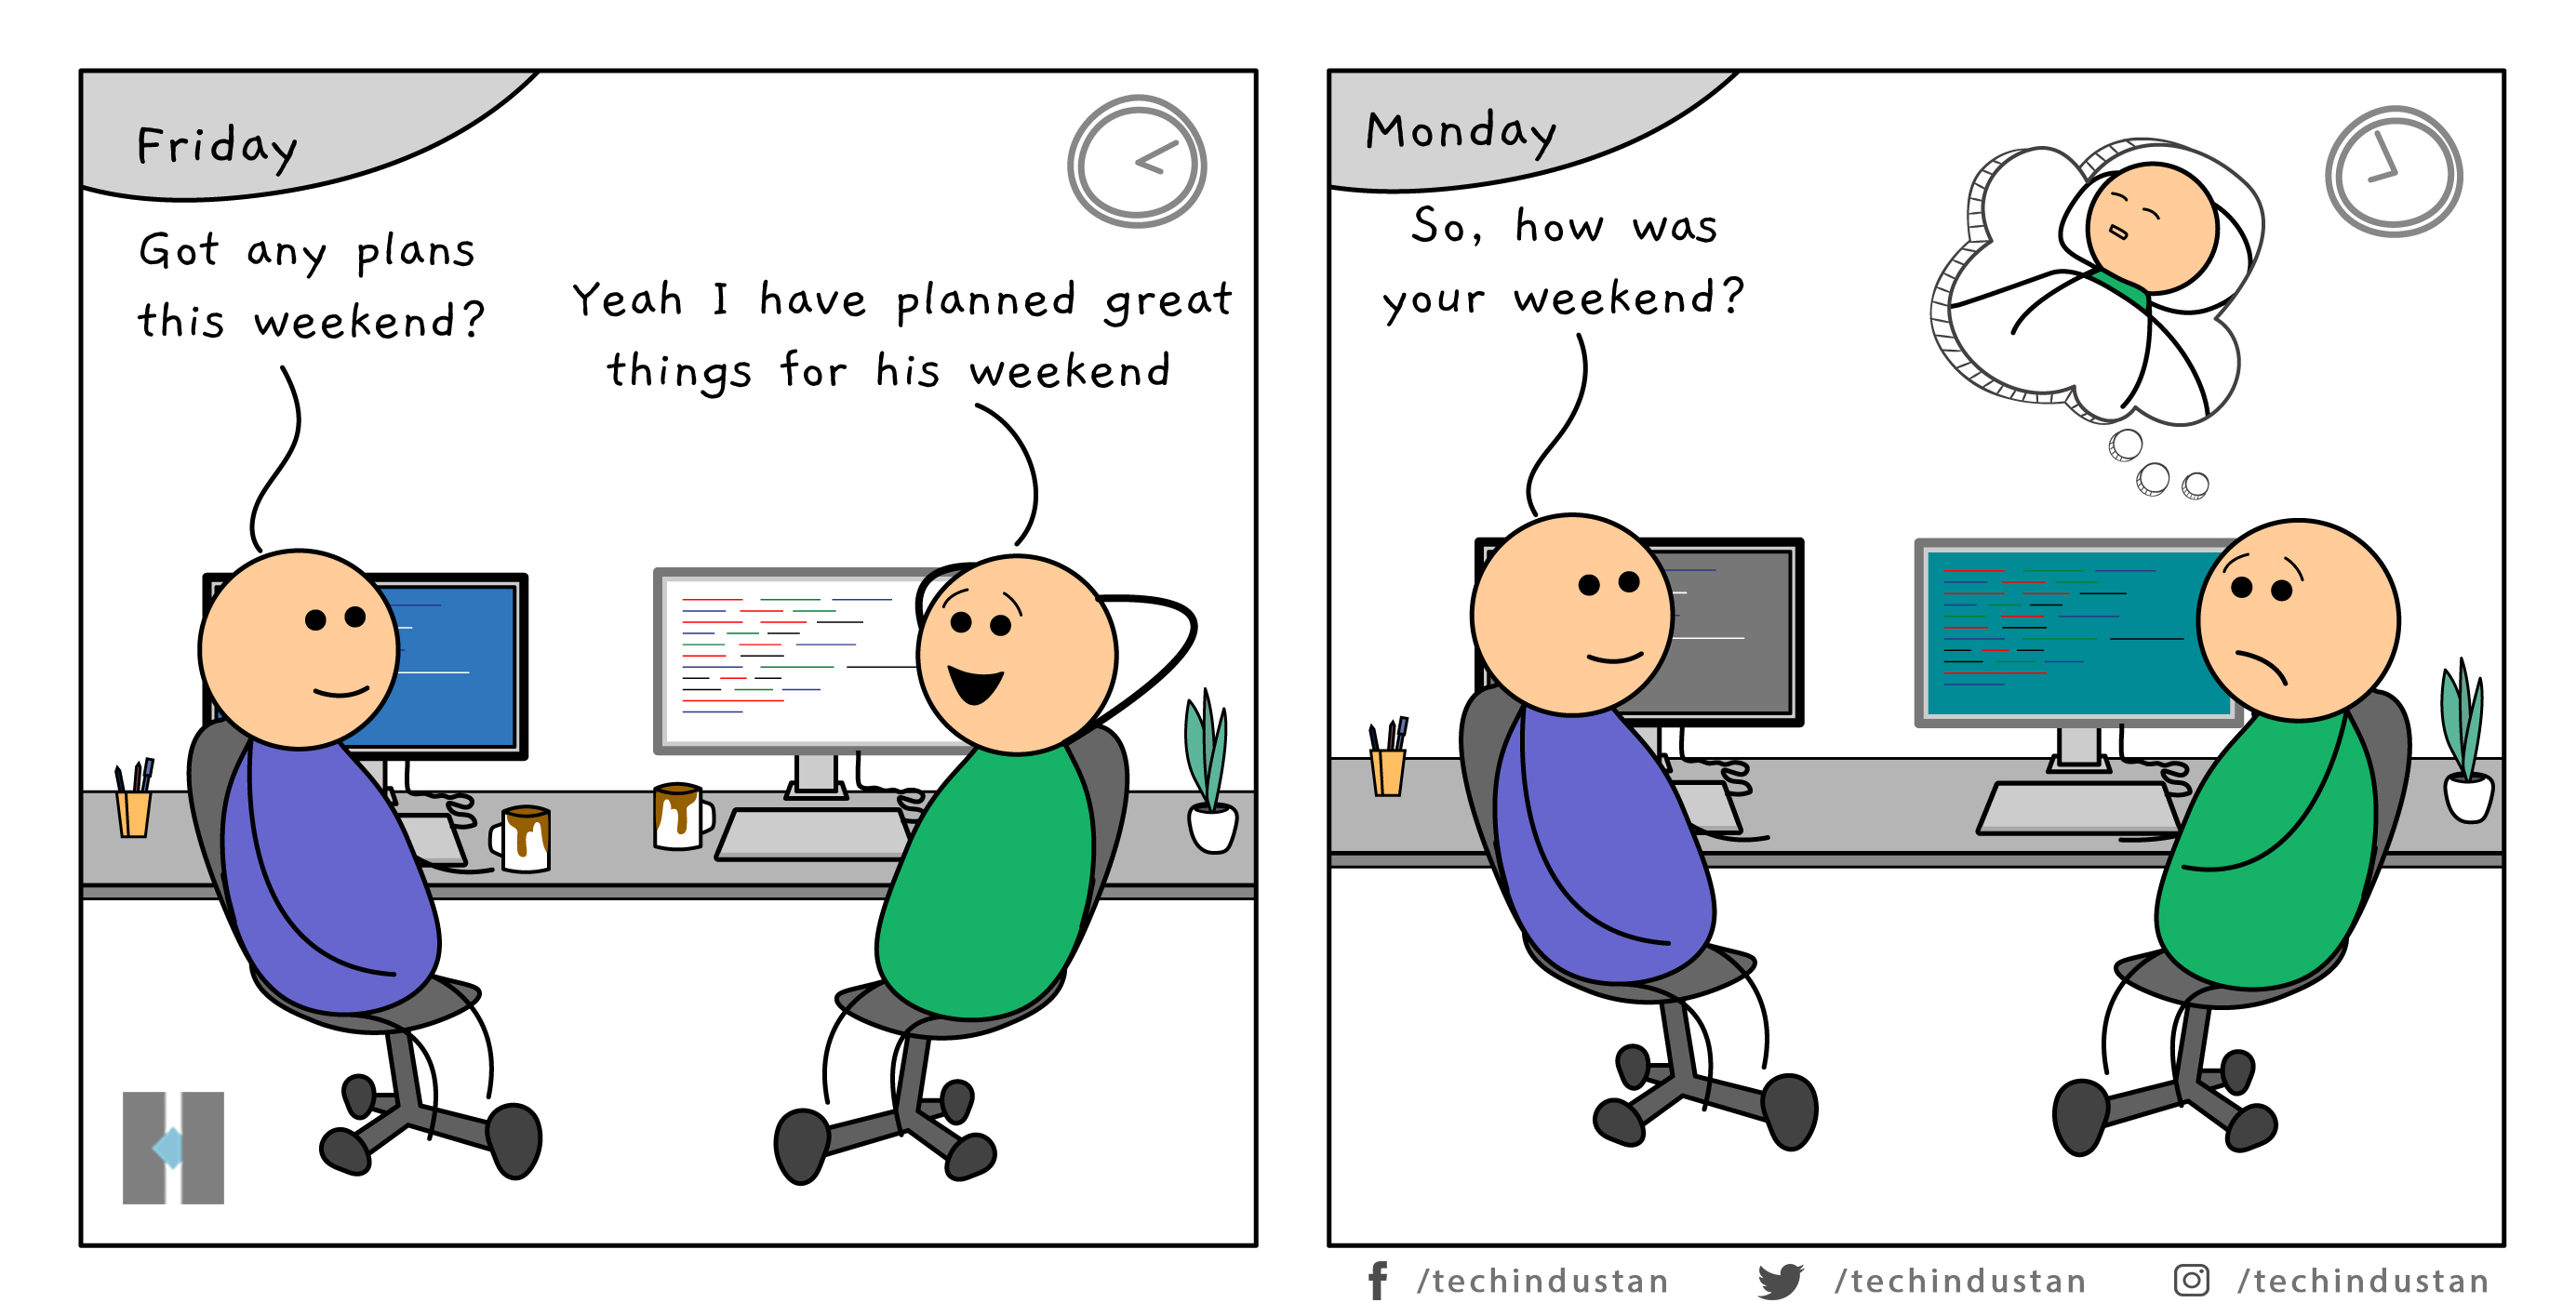 Friday
Got any plans
this weekend?
Yeah I have planned great
things for his weekend
Monday
So, how was
your weekend?
/techindustan
/techindustan
/techindustan